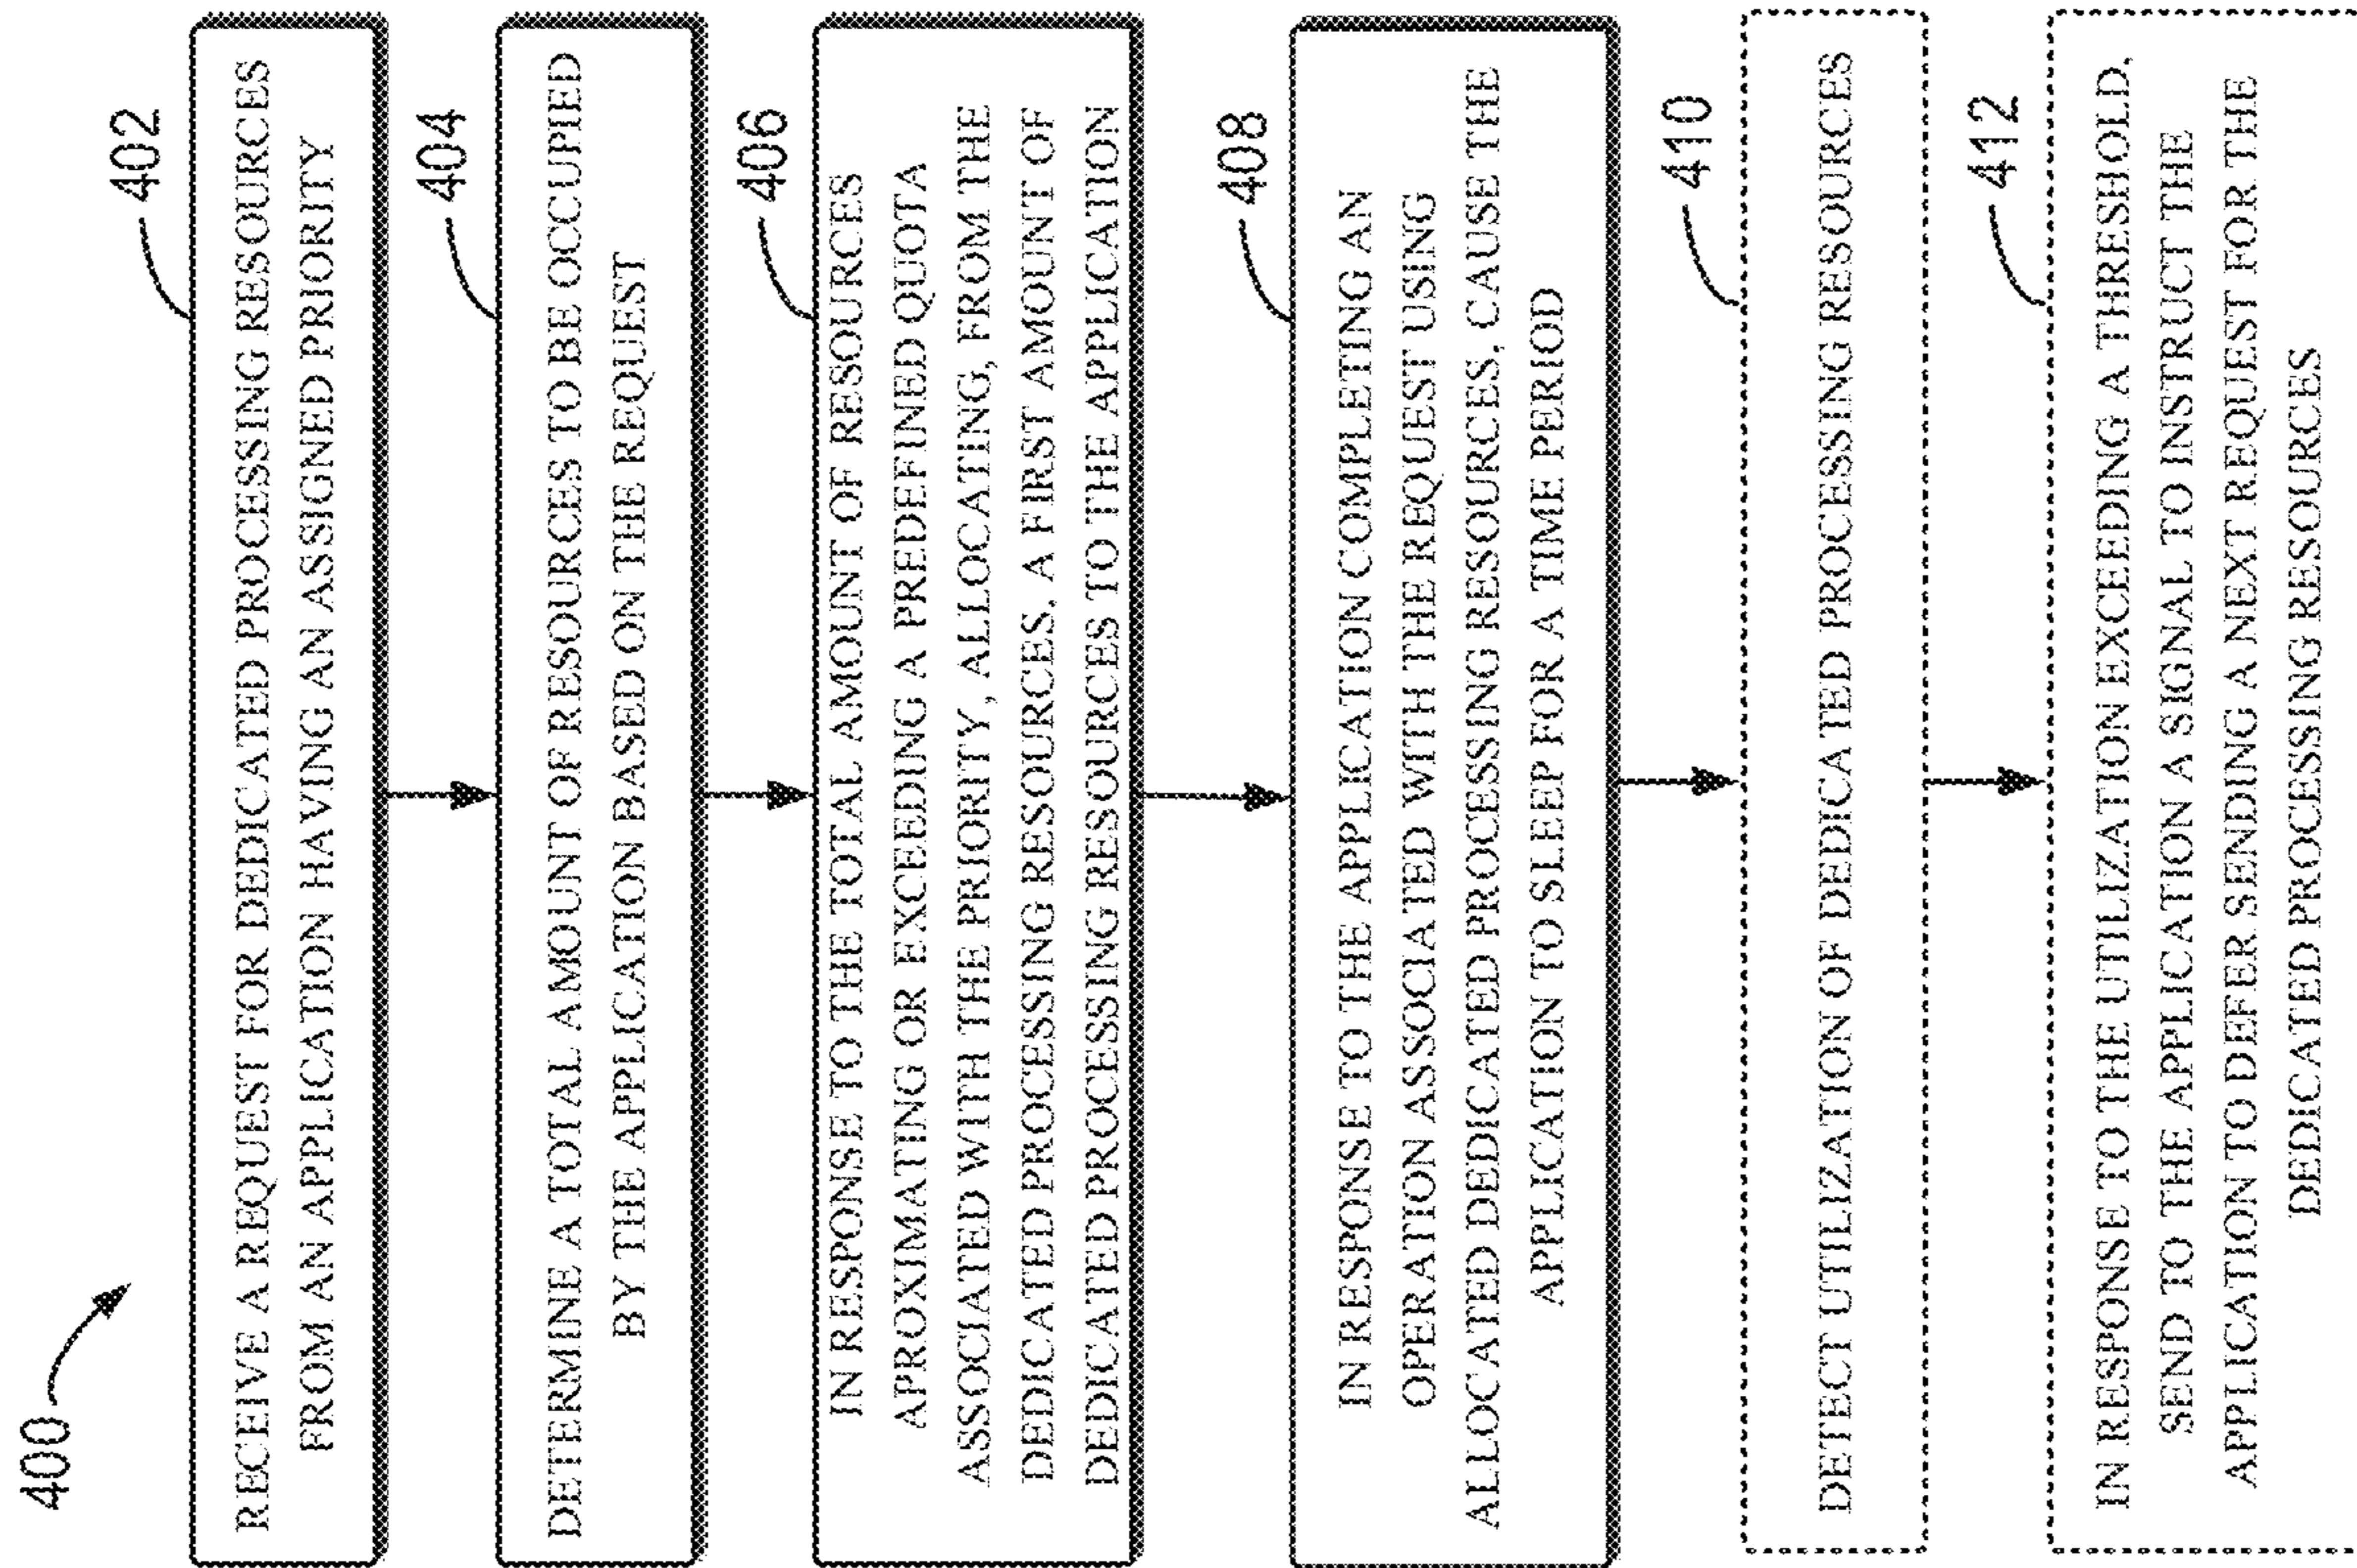 400
402
RECEIVE A REQUEST FOR DEDICATED PROCESSING RESOURCES
FROM AN APPLICATION HAVING AN ASSIGNED PRIORITY
404
DETERMINE A TOTAL AMOUNT OF RESOURCES TO BE OCCUPIED
BY THE APPLICATION BASED ON THE REQUEST
406
IN RESPONSE TO THE TOTAL AMOUNT OF RESOURCES
APROXIMATING OR EXCEEDING A PREDEFINED QUOTA
ASSOCIATED WITH THE PRIORITY, ALLOCATING, FROM THE
DEDICATED PROCESSING RESOURCES, A FIRST AMOUNT OF
DEDICATED PROCESSING RESOURCES TO THE APPLICATION
408
IN RESPONSE TO THE APPLICATION COMPLETING AN
OPERATION ASSOCIATED WITH THE REQUEST USING
ALLOCATED DEDICATED PROCESSING RESOURCES, CAUSE THE
APPLICATION TO SLEEP FOR A TIME PERIOD
410
DETECT UTILIZATION OF DEDICATED PROCESSING RESOURCES
412
IN RESPONSE TO THE UTILIZATION EXCEEDING A THRESHOLD,
SEND TO THE APPLICATION A SIGNAL TO INSTRUCT THE
APPLICATION TO DEFER SENDING A NEXT REQUEST FOR THE
DEDICATED PROCESSING RESOURCES